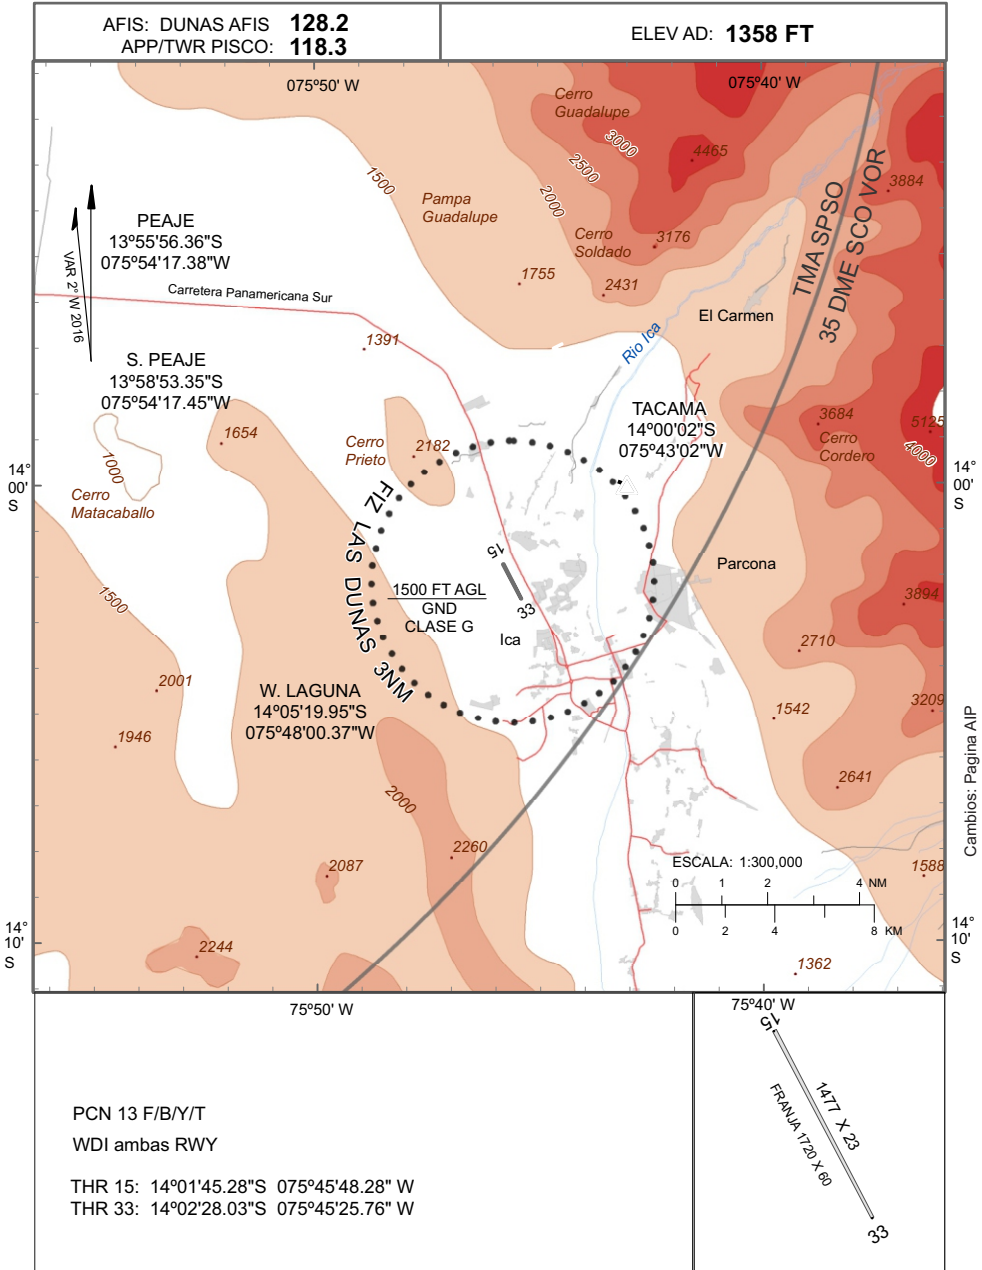 AFIS: DUNAS AFIS 128.2
APP/TWR PISCO: 118.3
ELEV AD: 1358 FT
075º50' W
075º40' W
Cerro
Guadalupe
3000
4465
2500
1500
2000
3884
Pampa
Guadalupe
TMA SPSO
35 DME SCO VOR
PEAJE
13º55'56.36"S
075º54'17.38"W
VAR 2° W 2016
Cerro
Soldado
3176
1755
2431
Carretera Panamericana Sur
El Carmen
Rio Ica
1391
S. PEAJE
13º58'53.35"S
075º54'17.45"W
TACAMA
14º00'02"S
075º43'02"W
3684
5125
Cerro
Cordero
4000
1654
Cerro
Prieto
2182
1000
14°
00'
S
14°
00'
S
Cerro
Matacaballo
FIZ LAS DUNAS 3NM
15
33
Parcona
1500 FT AGL
GND
CLASE G
1500
3894
Ica
2710
2001
W. LAGUNA
14º05'19.95"S
075º48'00.37"W
1542
3209
1946
2641
2000
Cambios: Pagina AIP
2260
2087
ESCALA: 1:300,000
0 1 2 4 NM
0 2 4 8 KM
1588
14°
10'
S
14°
10'
S
2244
1362
75º50' W
75º40' W
15
1477 X 23
FRANJA 1720 X 60
33
PCN 13 F/B/Y/T
WDI ambas RWY
THR 15: 14º01'45.28"S 075º45'48.28" W
THR 33: 14º02'28.03"S 075º45'25.76" W